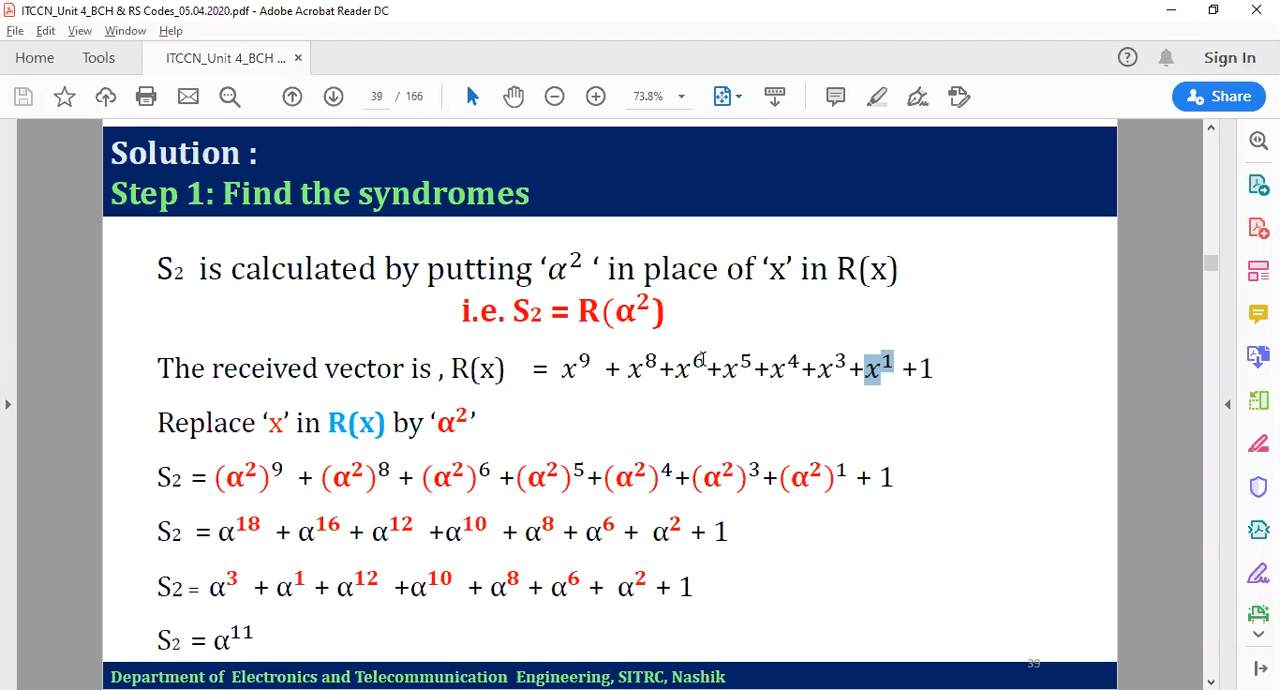 ITCCN_Unit 4_BCH & RS Codes_05.04.2020.pdf - Adobe Acrobat Reader DC
File Edit View Window Help
Home Tools ITCCN_Unit 4_BCH ... × Sign In
39 / 166 73.8% Share
Solution :
Step 1: Find the syndromes
S₂ is calculated by putting ‘α² ‘ in place of ‘x’ in R(x)
i.e. S₂ = R(α²)
The received vector is , R(x) = x⁹ + x⁸+x⁶+x⁵+x⁴+x³+x¹ +1
Replace ‘x’ in R(x) by ‘α²’
S₂ = (α²)⁹ + (α²)⁸ + (α²)⁶ +(α²)⁵+(α²)⁴+(α²)³+(α²)¹ + 1
S₂ = α¹⁸ + α¹⁶ + α¹² +α¹⁰ + α⁸ + α⁶ + α² + 1
S₂ = α³ + α¹ + α¹² +α¹⁰ + α⁸ + α⁶ + α² + 1
S₂ = α¹¹
39
Department of Electronics and Telecommunication Engineering, SITRC, Nashik